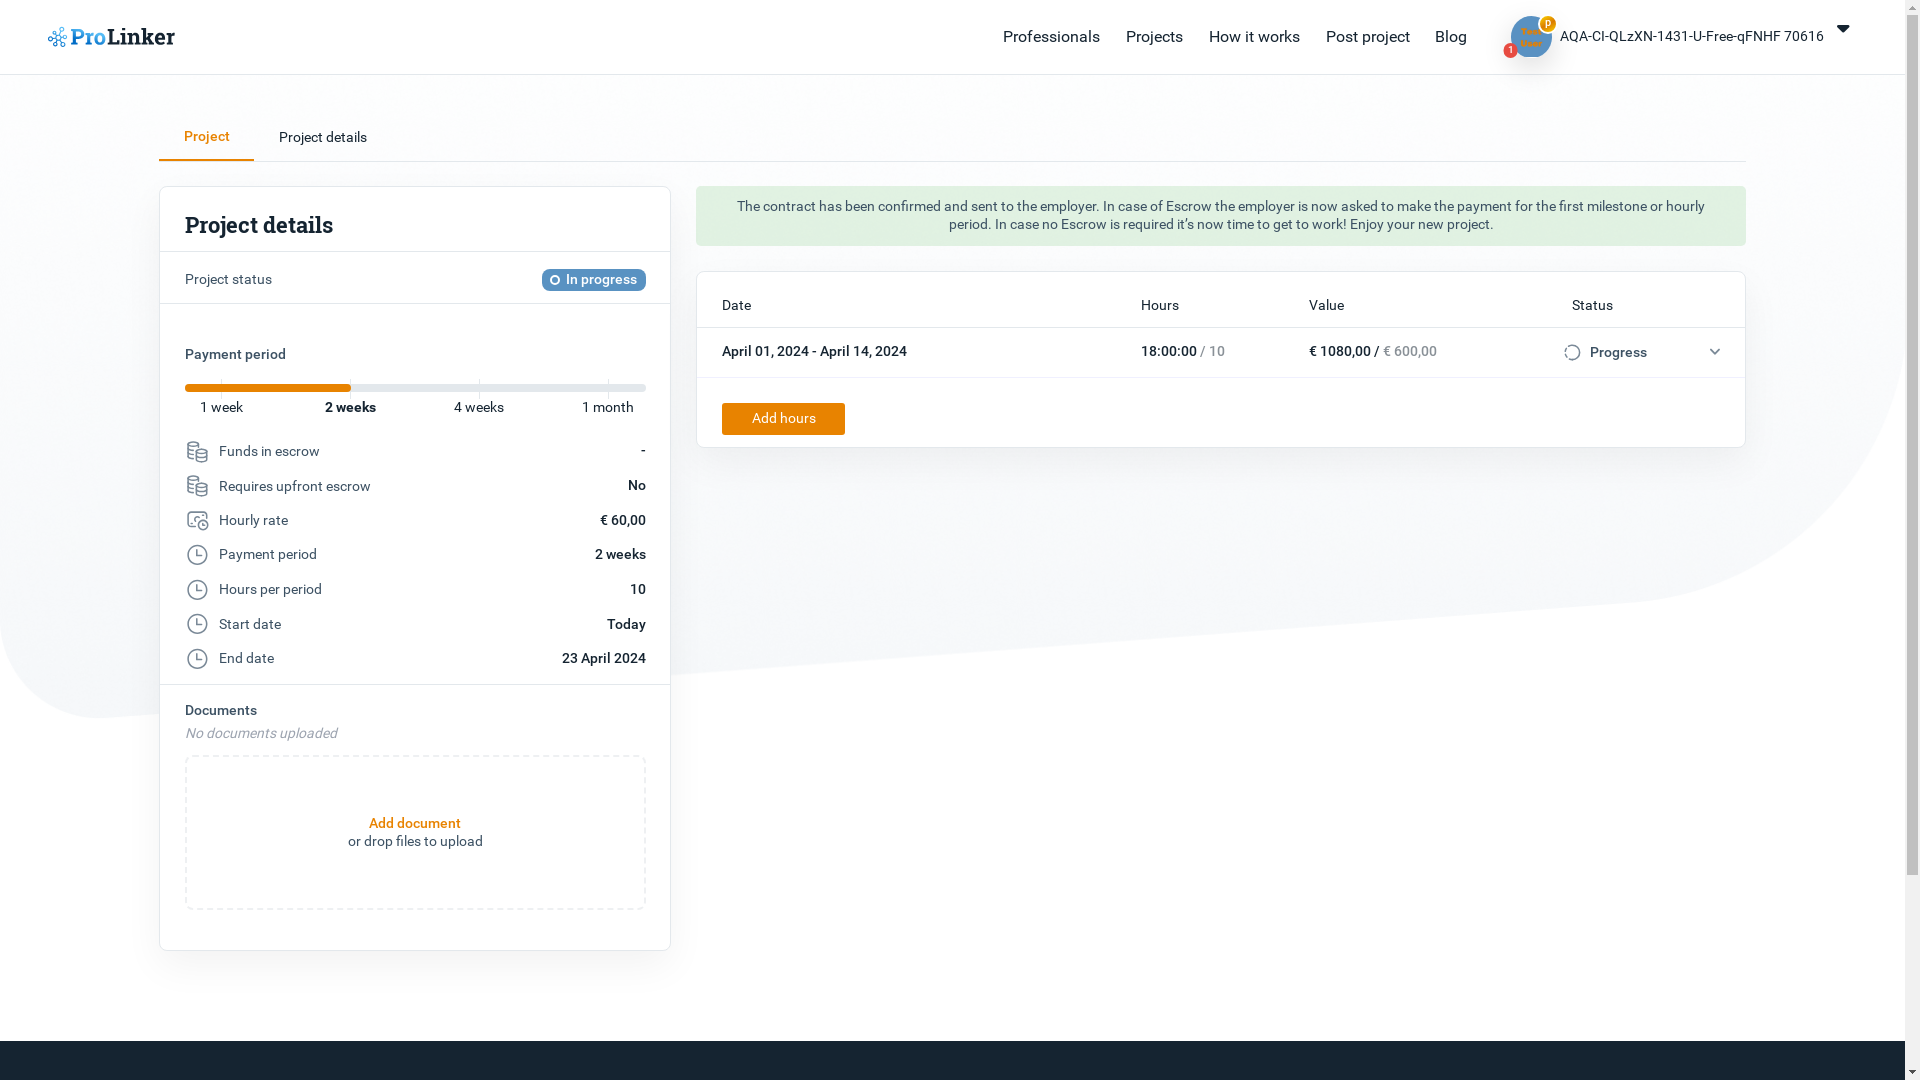 ProLinker
Professionals
Projects
How it works
Post project
Blog
p
1
AQA-CI-QLzXN-1431-U-Free-qFNHF 70616
Project
Project details
Project details
Project status
In progress
Payment period
1 week
2 weeks
4 weeks
1 month
Funds in escrow -
Requires upfront escrow No
Hourly rate € 60,00
Payment period 2 weeks
Hours per period 10
Start date Today
End date 23 April 2024
Documents
No documents uploaded
Add document
or drop files to upload
The contract has been confirmed and sent to the employer. In case of Escrow the employer is now asked to make the payment for the first milestone or hourly
period. In case no Escrow is required it’s now time to get to work! Enjoy your new project.
Date Hours Value Status
April 01, 2024 - April 14, 2024 18:00:00 / 10 € 1080,00 / € 600,00 Progress
Add hours